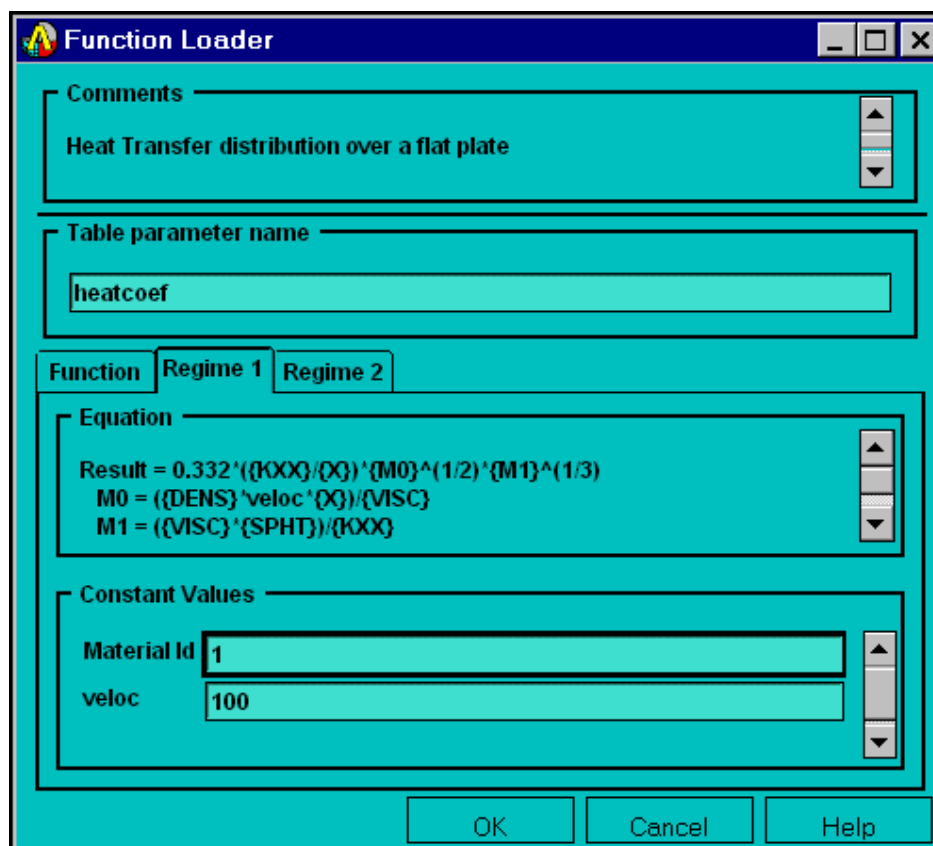 Function Loader
Comments
Heat Transfer distribution over a flat plate
Table parameter name
heatcoef
Function Regime 1 Regime 2
Equation
Result = 0.332*({KXX}/{X})*{M0}^(1/2)*{M1}^(1/3)
M0 = ({DENS}*veloc*{X})/{VISC}
M1 = ({VISC}*{SPHT})/{KXX}
Constant Values
Material Id 1
veloc 100
OK Cancel Help